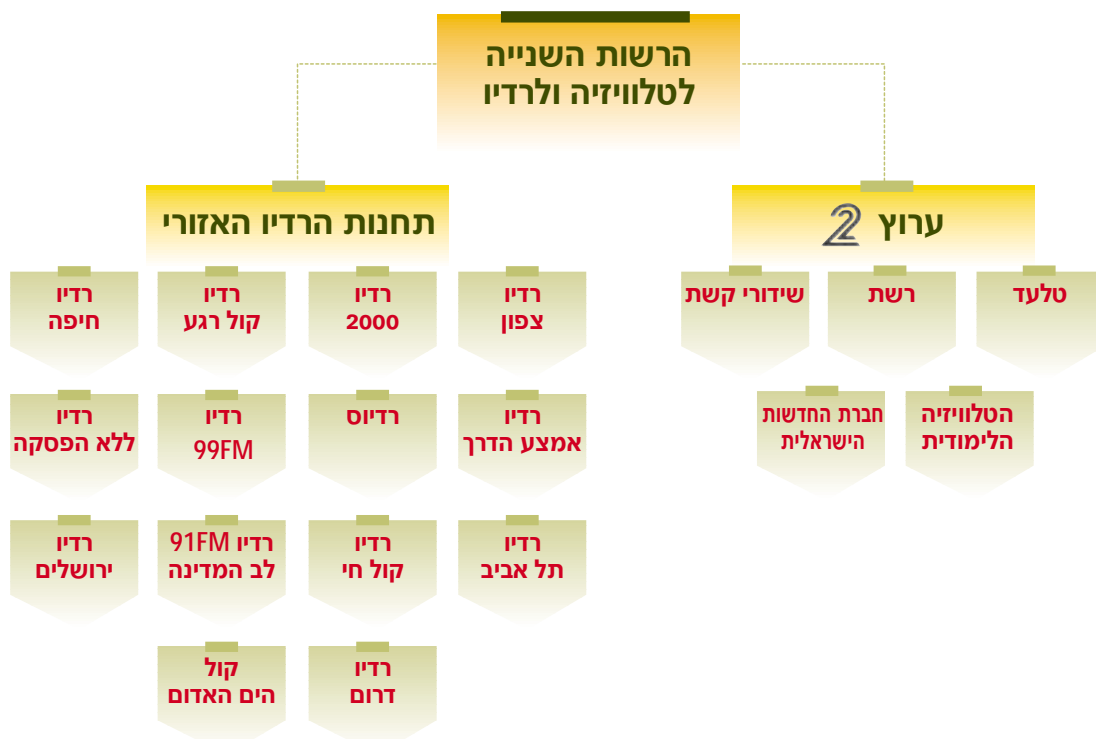 הרשות השנייה
לטלוויזיה ולרדיו
ערוץ 2
טלעד
רשת
שידורי קשת
הטלוויזיה
הלימודית
חברת החדשות
הישראלית
תחנות הרדיו האזורי
רדיו
צפון
רדיו
2000
רדיו
קול רגע
רדיו
חיפה
רדיו
אמצע הדרך
רדיוס
רדיו
99FM
רדיו
ללא הפסקה
רדיו
תל אביב
רדיו
קול חי
רדיו 91FM
לב המדינה
רדיו
ירושלים
רדיו
דרום
קול
הים האדום